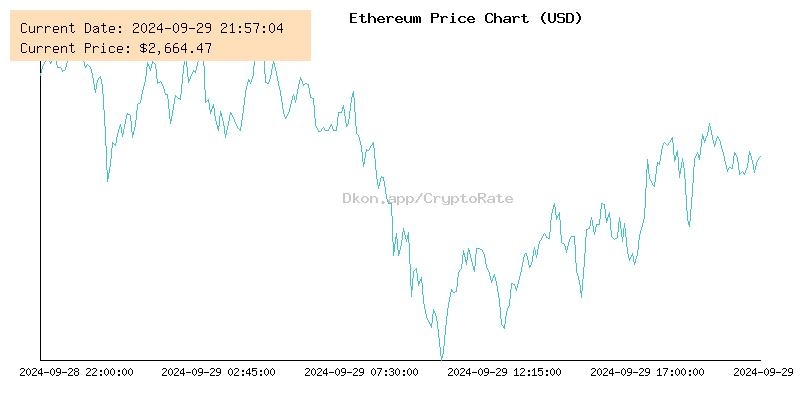 Ethereum Price Chart (USD)
Current Date: 2024-09-29 21:57:04
Current Price: $2,664.47
Dkon.app/CryptoRate
2024-09-28 22:00:00 2024-09-29 02:45:00 2024-09-29 07:30:00 2024-09-29 12:15:00 2024-09-29 17:00:00 2024-09-29